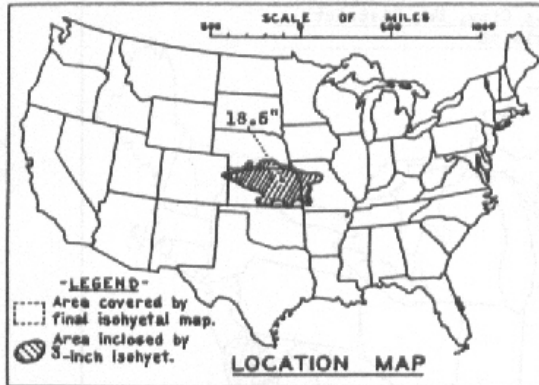 SCALE OF MILES
500 0 500 1000
18.6"
-LEGEND-
Area covered by
final isohyetal map.
Area inclosed by
3-inch isohyet.
LOCATION MAP